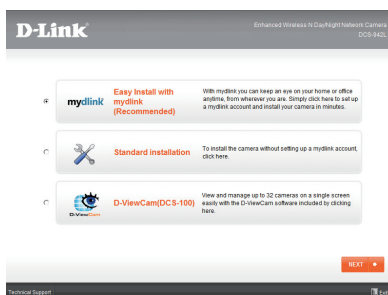 D-Link
Enhanced Wireless N Day/Night Network Camera
DCS-942L
mydlink
Easy Install with
mydlink
(Recommended)
With mydlink you can keep an eye on your home or office
anytime, from wherever you are. Simply click here to set up
a mydlink account and install your camera in minutes.
Standard installation
To install the camera without setting up a mydlink account,
click here.
D-ViewCam
D-ViewCam(DCS-100)
View and manage up to 32 cameras on a single screen
easily with the D-ViewCam software included by clicking
here.
NEXT
Technical Support
Exit